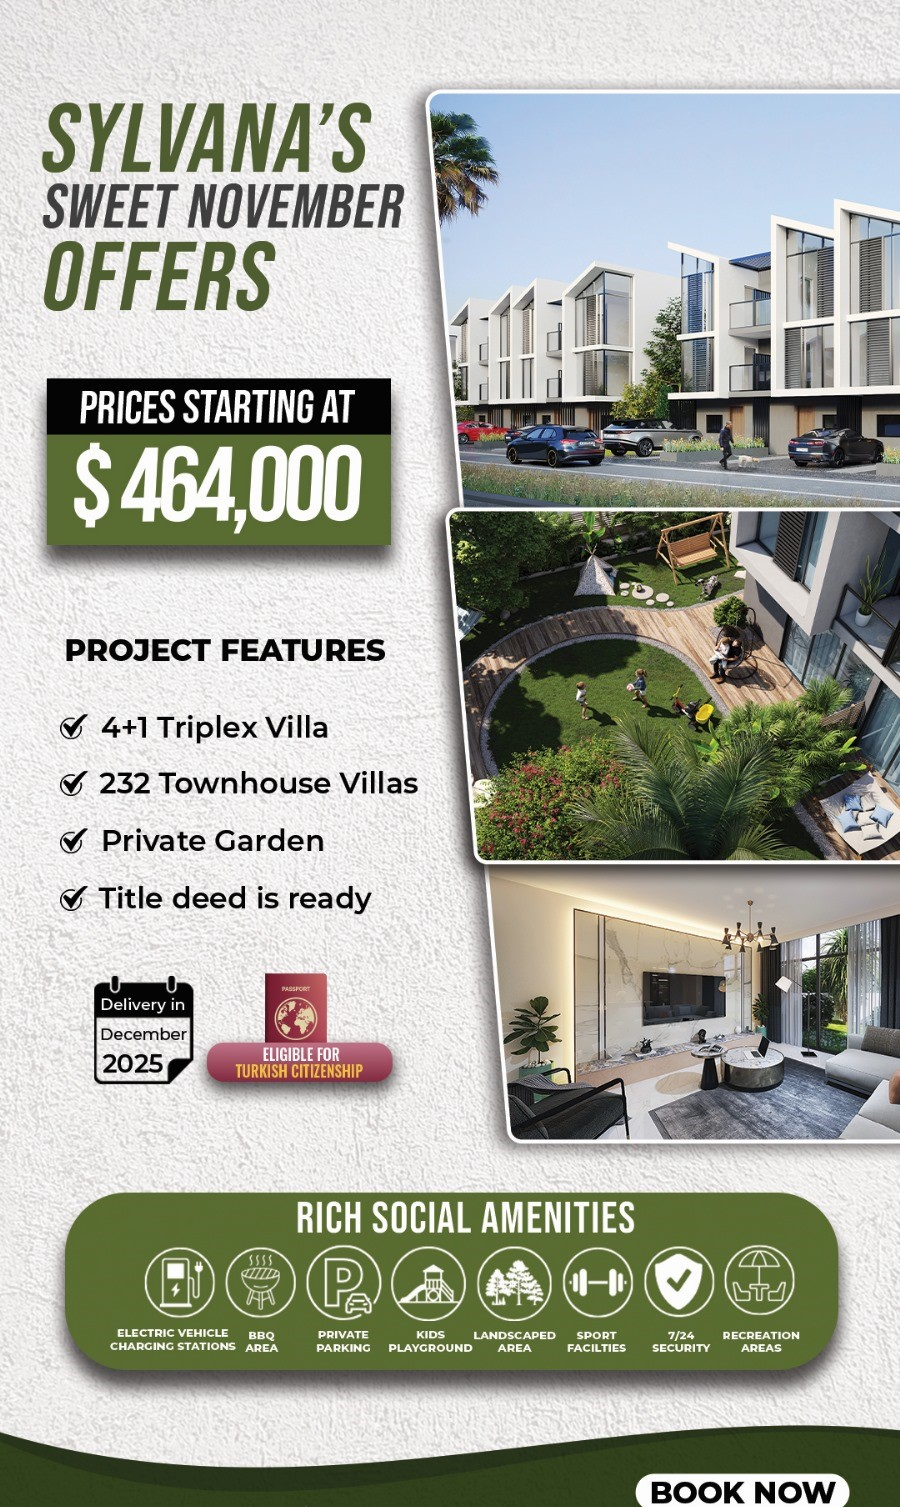 SYLVANA'S
SWEET NOVEMBER
OFFERS
PRICES STARTING AT
$ 464,000
PROJECT FEATURES
4+1 Triplex Villa
232 Townhouse Villas
Private Garden
Title deed is ready
Delivery in
December
2025
PASSPORT
ELIGIBLE FOR
TURKISH CITIZENSHIP
RICH SOCIAL AMENITIES
P
ELECTRIC VEHICLE
CHARGING STATIONS
BBQ
AREA
PRIVATE
PARKING
KIDS
PLAYGROUND
LANDSCAPED
AREA
SPORT
FACILTIES
7/24
SECURITY
RECREATION
AREAS
BOOK NOW